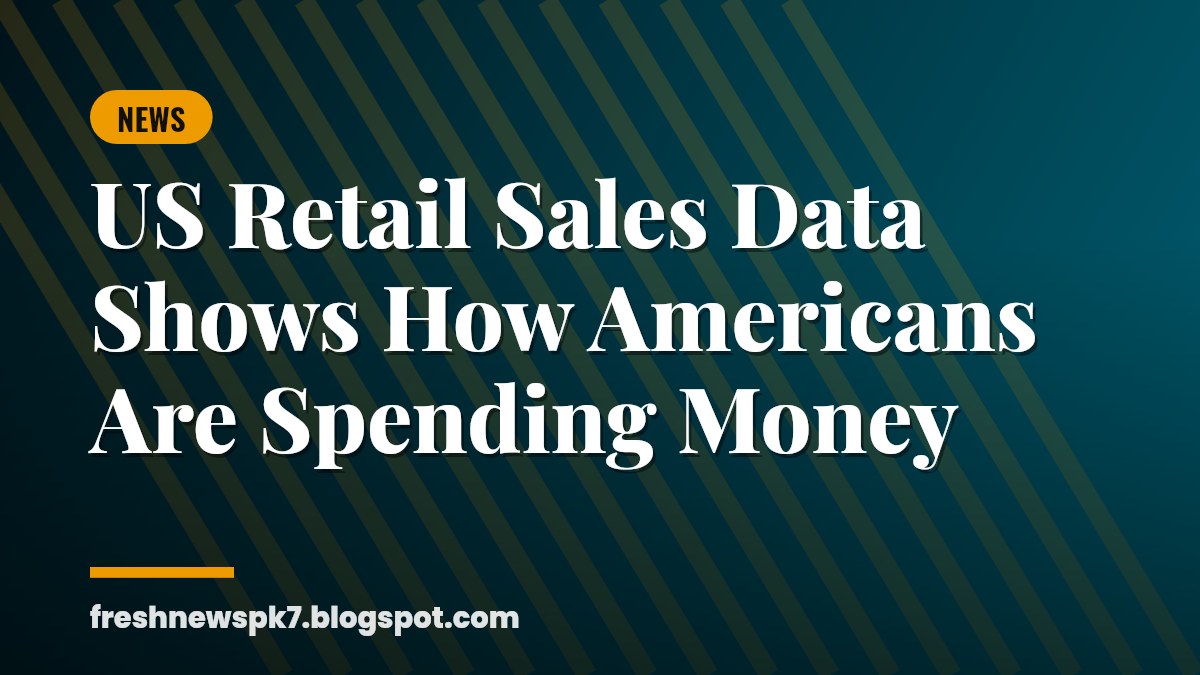 NEWS
US Retail Sales Data
Shows How Americans
Are Spending Money
freshnewspk7.blogspot.com